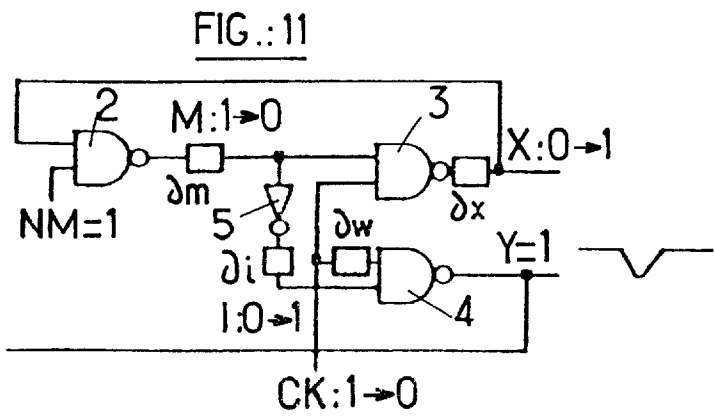 FIG.: 11
2
M:1→0
3
X:0→1
∂m
5
∂x
NM=1
∂w
Y=1
∂i
4
I:0→1
CK:1→0